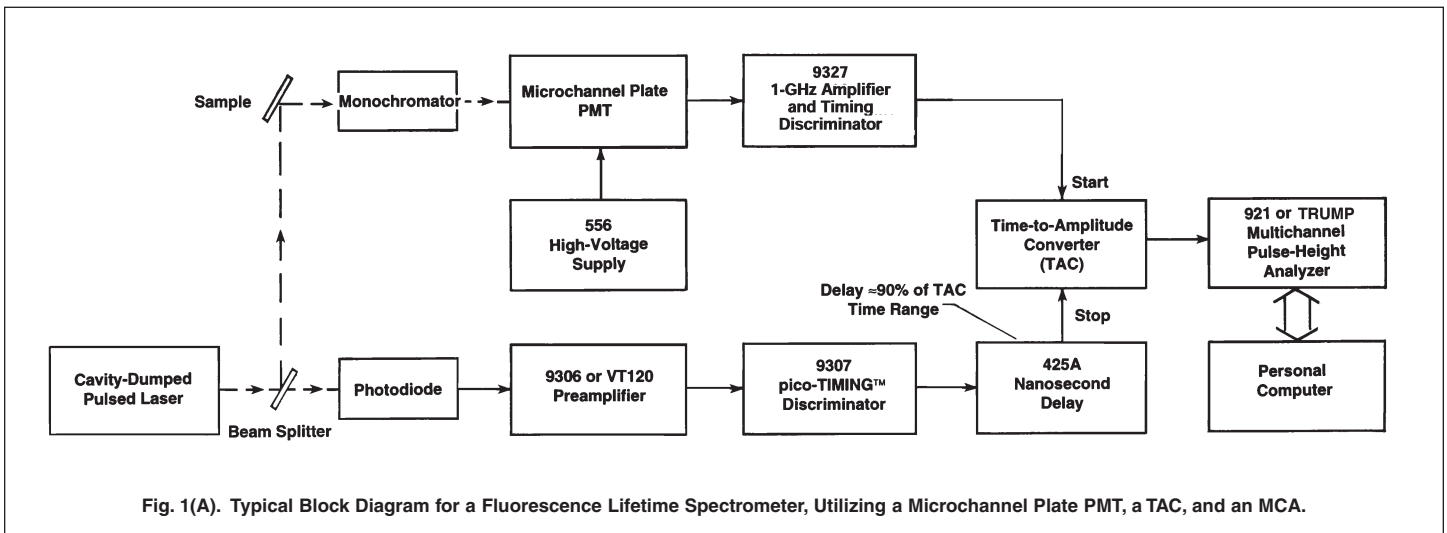 Sample
Monochromator
Microchannel Plate
PMT
9327
1-GHz Amplifier
and Timing
Discriminator
Start
556
High-Voltage
Supply
Time-to-Amplitude
Converter
(TAC)
921 or TRUMP
Multichannel
Pulse-Height
Analyzer
Delay ≈90% of TAC
Time Range
Stop
Cavity-Dumped
Pulsed Laser
Beam Splitter
Photodiode
9306 or VT120
Preamplifier
9307
pico-TIMING™
Discriminator
425A
Nanosecond
Delay
Personal
Computer
Fig. 1(A). Typical Block Diagram for a Fluorescence Lifetime Spectrometer, Utilizing a Microchannel Plate PMT, a TAC, and an MCA.